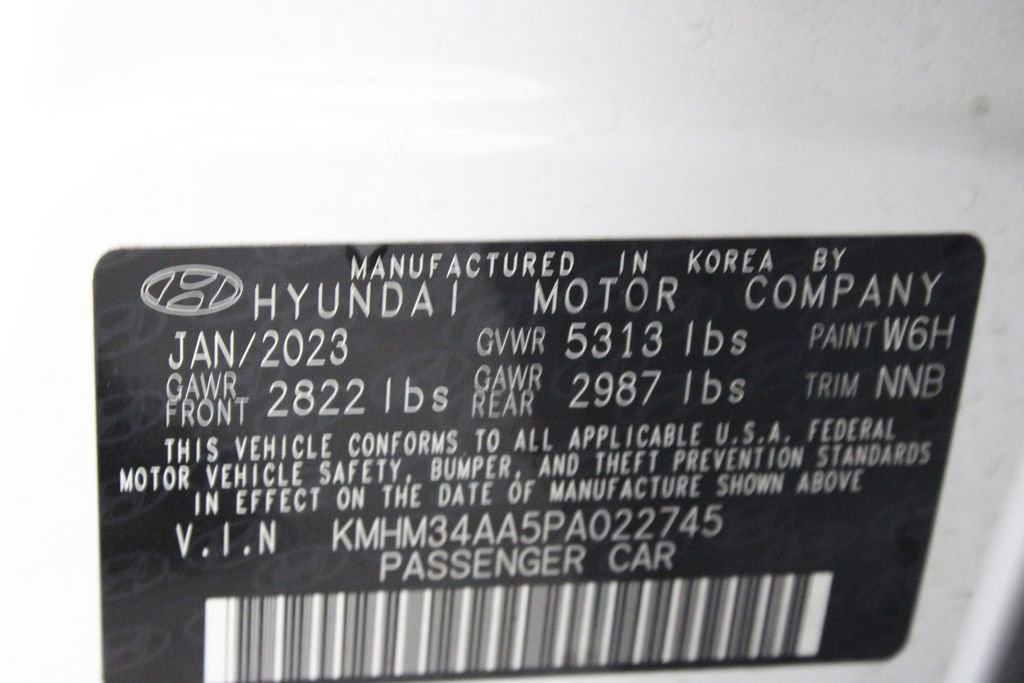 MANUFACTURED IN KOREA BY
HYUNDAI MOTOR COMPANY
JAN/2023 GVWR 5313 lbs PAINT W6H
GAWR FRONT 2822 lbs GAWR REAR 2987 lbs TRIM NNB
THIS VEHICLE CONFORMS TO ALL APPLICABLE U.S.A. FEDERAL
MOTOR VEHICLE SAFETY, BUMPER, AND THEFT PREVENTION STANDARDS
IN EFFECT ON THE DATE OF MANUFACTURE SHOWN ABOVE
V.I.N KMHM34AA5PA022745
PASSENGER CAR